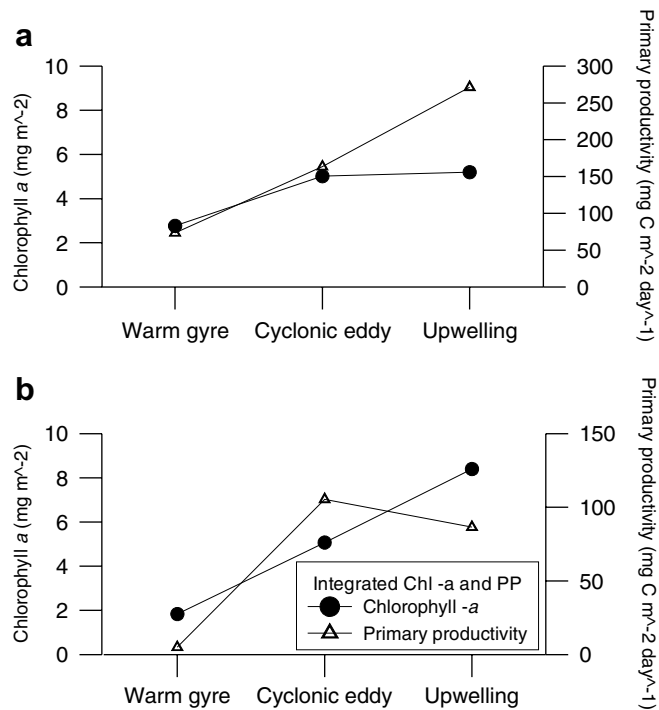 a
Chlorophyll a (mg m^-2)
10
8
6
4
2
0
Primary productivity (mg C m^-2 day^-1)
300
250
200
150
100
50
0
Warm gyre Cyclonic eddy Upwelling
b
Chlorophyll a (mg m^-2)
10
8
6
4
2
0
Primary productivity (mg C m^-2 day^-1)
150
100
50
0
Integrated Chl -a and PP
Chlorophyll -a
Primary productivity
Warm gyre Cyclonic eddy Upwelling